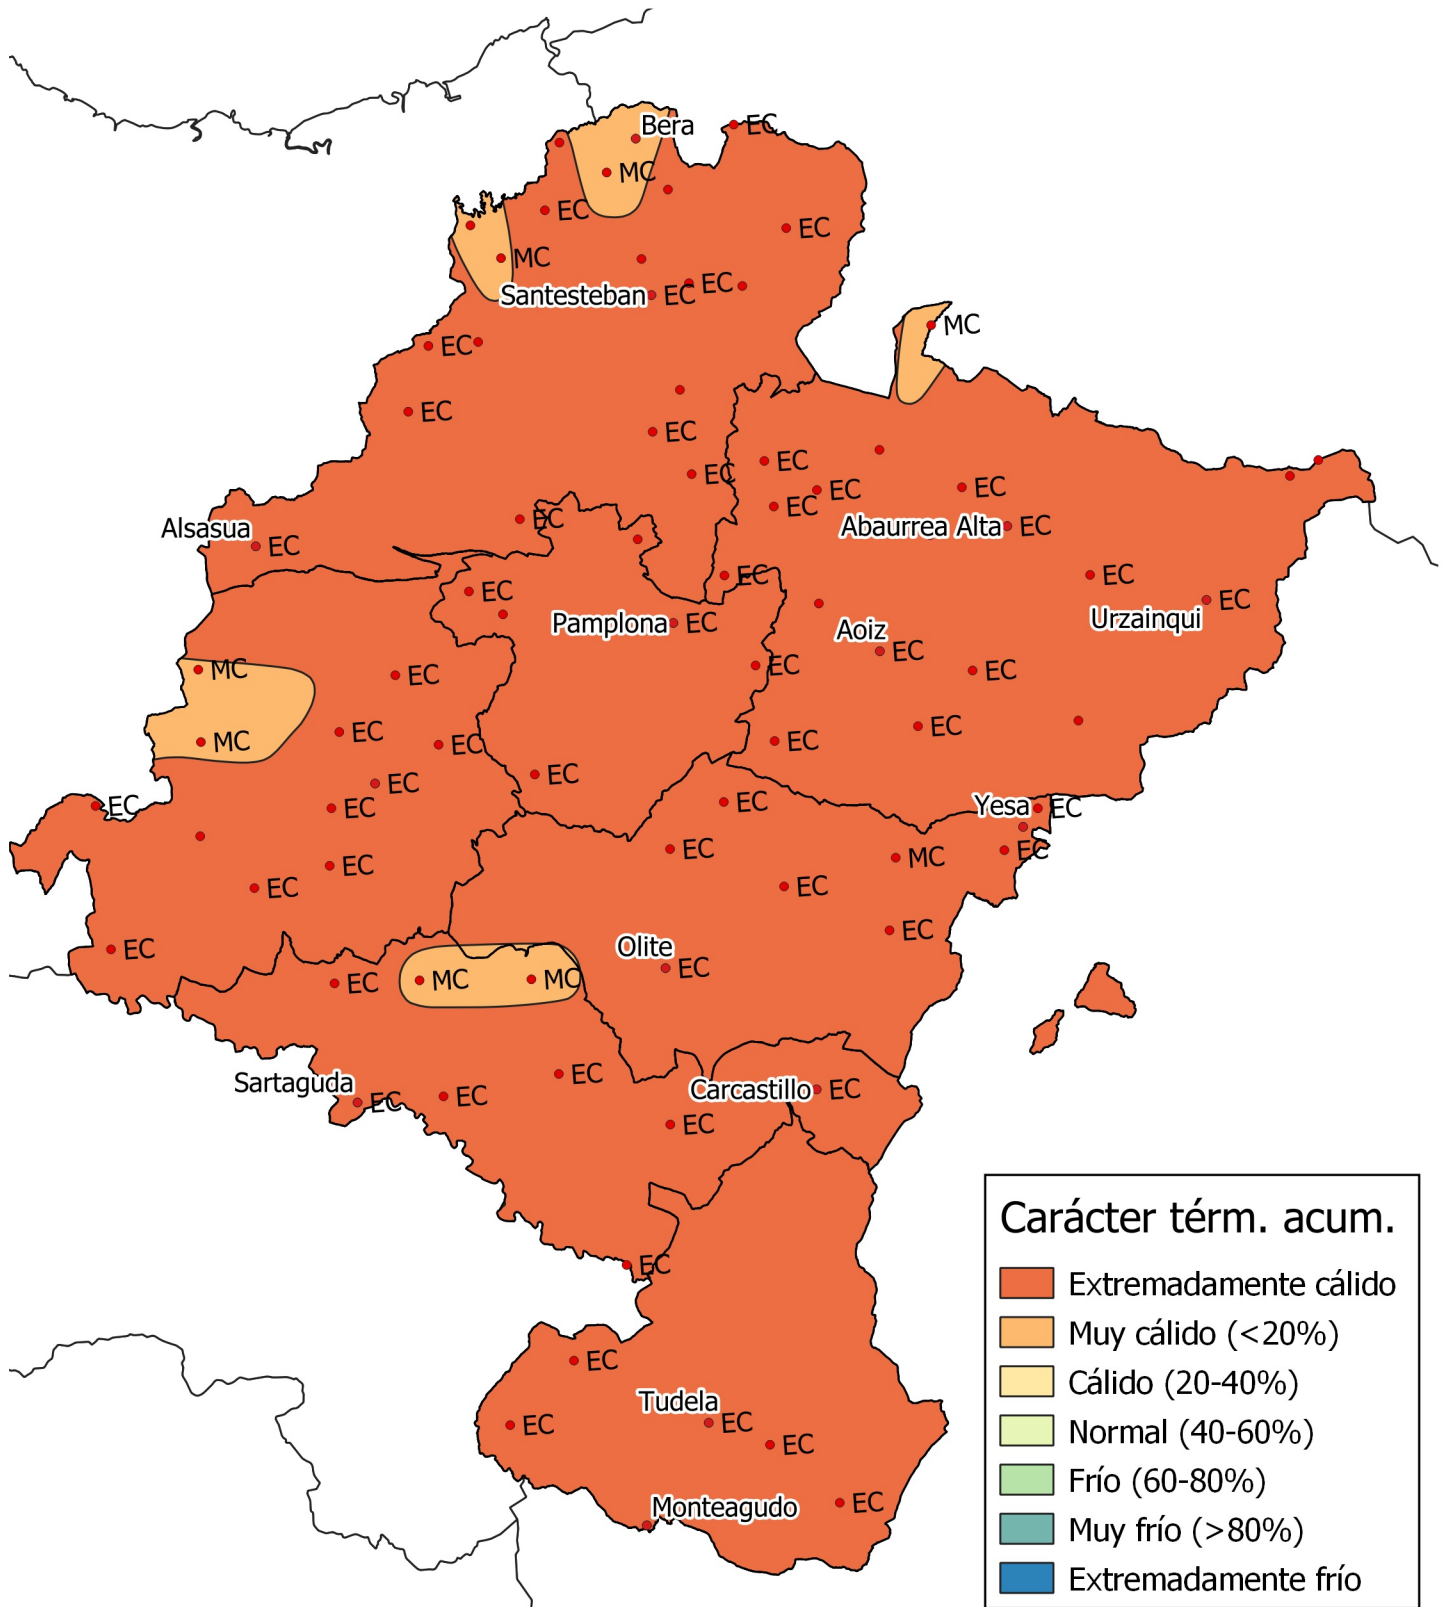 Bera
EC
MC
EC
EC
MC
EC
Santesteban
EC
MC
EC
EC
EC
EC
EC
EC
EC
EC
EC
Abaurrea Alta
EC
Alsasua
EC
EC
EC
EC
EC
Urzainqui
EC
Pamplona
EC
Aoiz
EC
EC
MC
EC
EC
EC
MC
EC
EC
EC
EC
EC
EC
EC
EC
EC
Yesa
EC
EC
MC
EC
EC
EC
EC
EC
EC
Olite
EC
EC
MC
MC
EC
EC
Sartaguda
EC
EC
Carcastillo
EC
EC
EC
EC
Tudela
EC
EC
EC
Monteagudo
EC
Carácter térm. acum.
Extremadamente cálido
Muy cálido (<20%)
Cálido (20-40%)
Normal (40-60%)
Frío (60-80%)
Muy frío (>80%)
Extremadamente frío